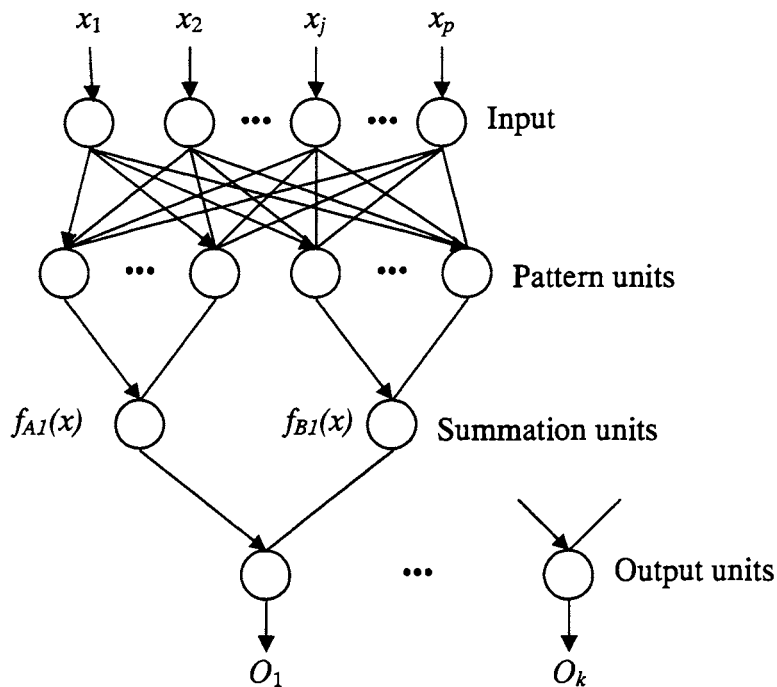 x1 x2 xj xp
••• ••• Input
••• ••• Pattern units
fA1(x) fB1(x) Summation units
••• Output units
O1 Ok